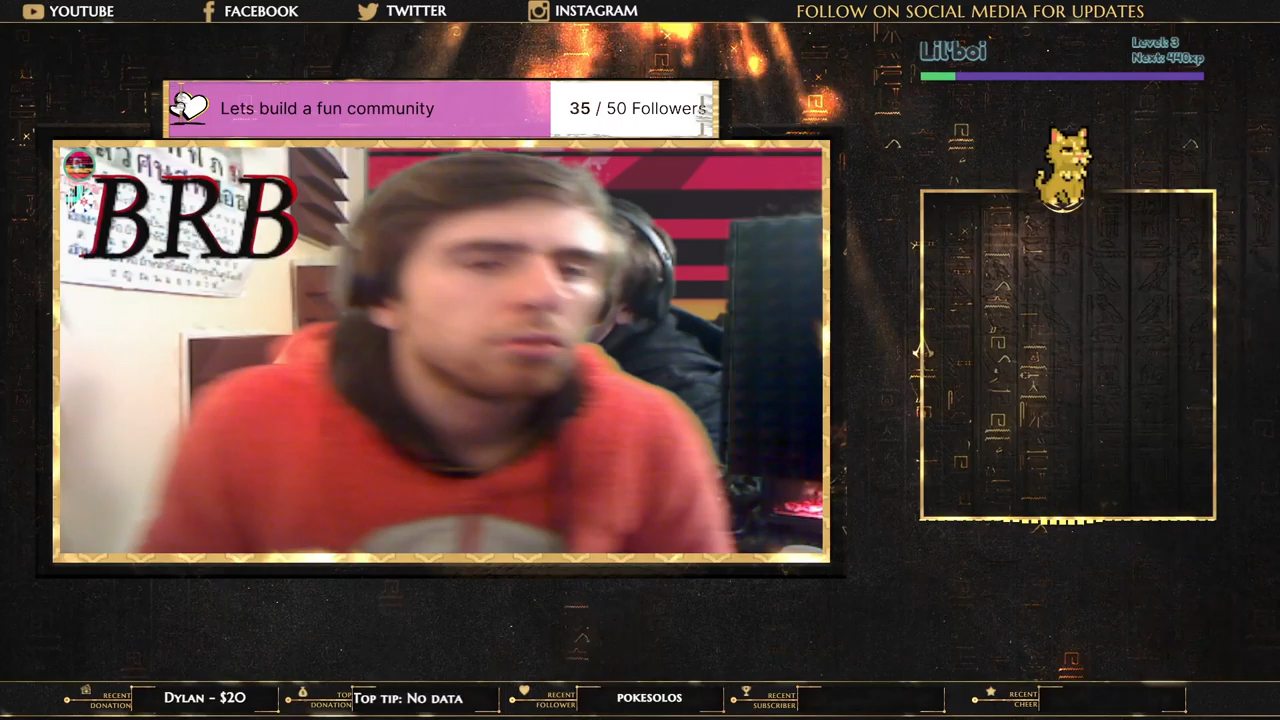 YOUTUBE
FACEBOOK
TWITTER
INSTAGRAM
FOLLOW ON SOCIAL MEDIA FOR UPDATES
Lil'boi
Level: 3
Next: 440xp
Lets build a fun community
35 / 50 Followers
BRB
RECENT DONATION
DYLAN - $20
TOP DONATION
TOP TIP: NO DATA
RECENT FOLLOWER
POKESOLOS
RECENT SUBSCRIBER
RECENT CHEER